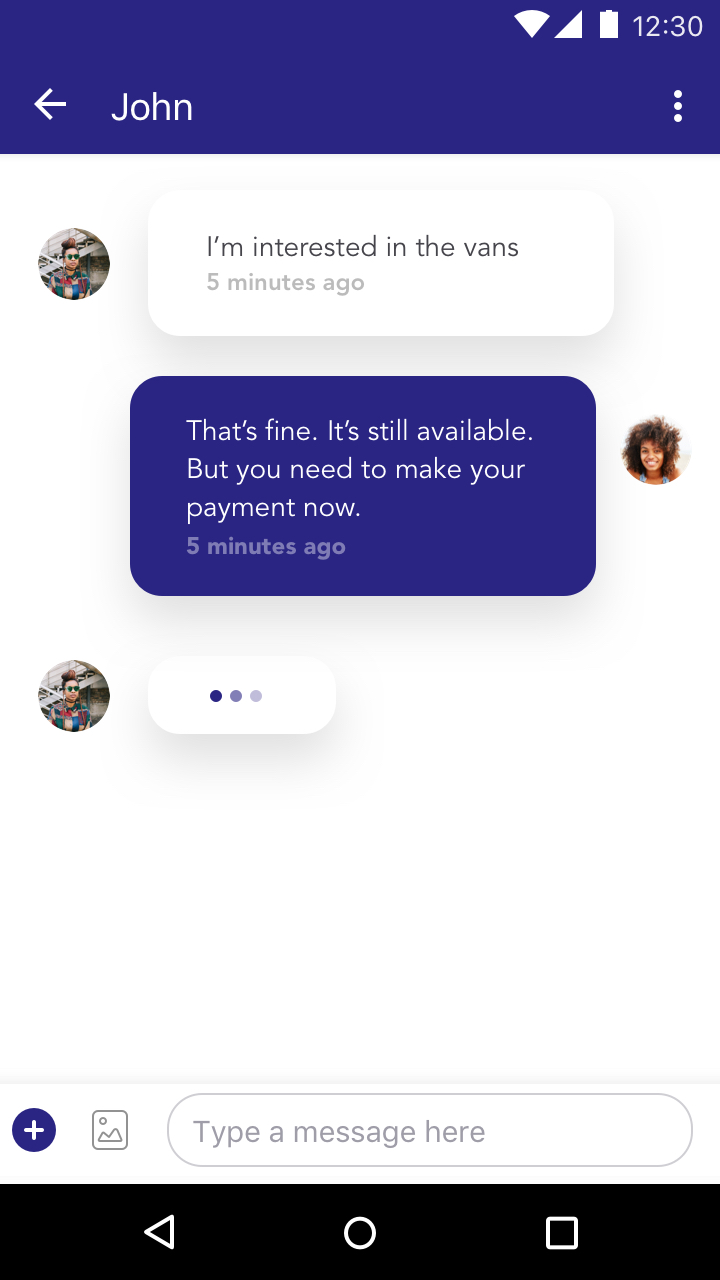 12:30
John
I’m interested in the vans
5 minutes ago
That’s fine. It’s still available.
But you need to make your
payment now.
5 minutes ago
Type a message here